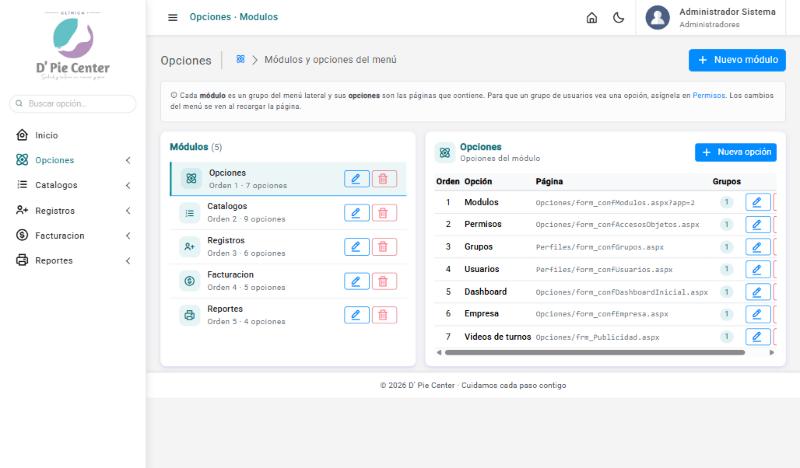 CLINICA
D' Pie Center
Buscar opción...
Inicio
Opciones
Catalogos
Registros
Facturacion
Reportes
Opciones · Modulos
Administrador Sistema
Administradores
Opciones
Módulos y opciones del menú
+ Nuevo módulo
Cada módulo es un grupo del menú lateral y sus opciones son las páginas que contiene. Para que un grupo de usuarios vea una opción, asígnela en Permisos. Los cambios
del menú se ven al recargar la página.
Módulos (5)
Opciones
Orden 1 · 7 opciones
Catalogos
Orden 2 · 9 opciones
Registros
Orden 3 · 6 opciones
Facturacion
Orden 4 · 5 opciones
Reportes
Orden 5 · 4 opciones
Opciones
Opciones del módulo
+ Nueva opción
Orden Opción Página Grupos
1 Modulos Opciones/form_confModulos.aspx?app=2 1
2 Permisos Opciones/form_confAccesosObjetos.aspx 1
3 Grupos Perfiles/confGrupos.aspx 1
4 Usuarios Perfiles/confUsuarios.aspx 1
5 Dashboard Opciones/form_confDashboardInicial.aspx 1
6 Empresa Opciones/form_confEmpresa.aspx 1
7 Videos de turnos Opciones/frm_Publicidad.aspx 1
© 2026 D' Pie Center · Cuidamos cada paso contigo